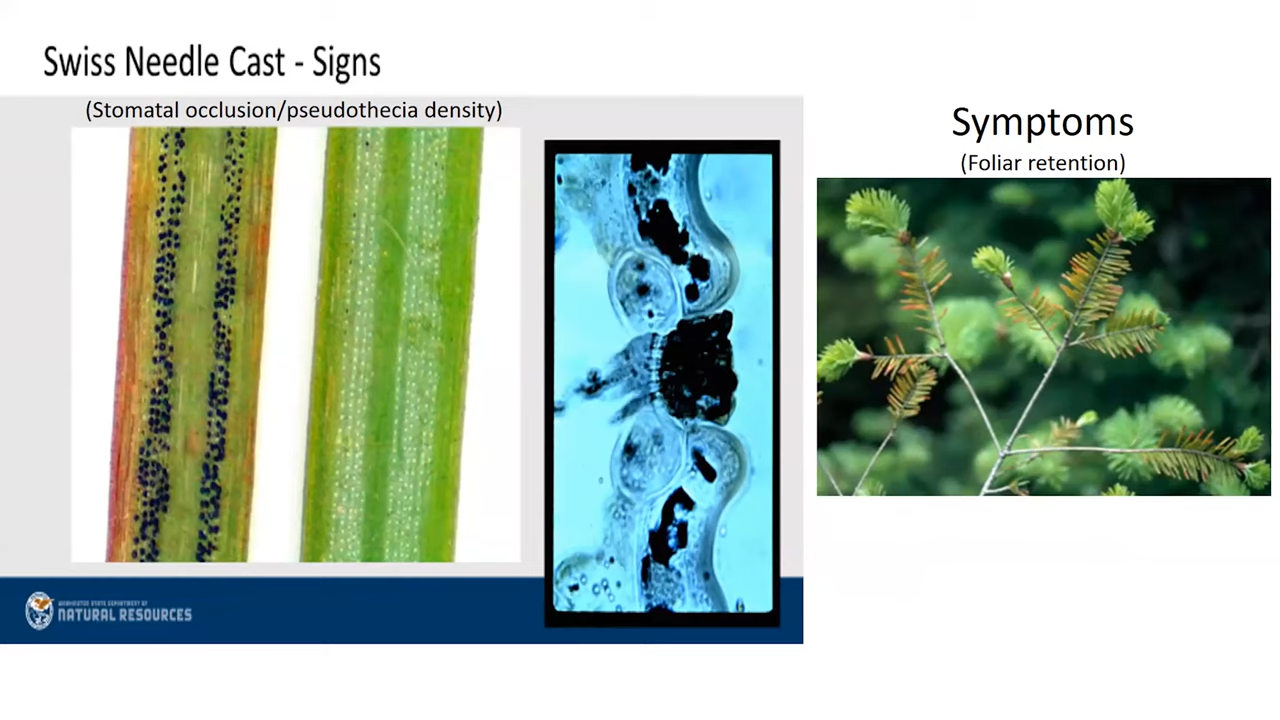 Swiss Needle Cast - Signs
(Stomatal occlusion/pseudothecia density)
Symptoms
(Foliar retention)
WASHINGTON STATE DEPARTMENT OF
NATURAL RESOURCES